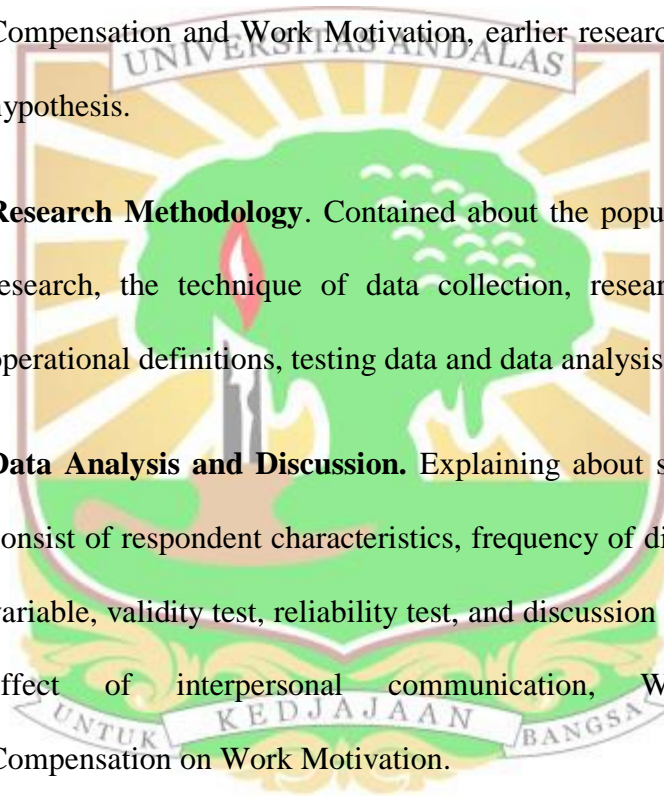 Compensation and Work Motivation, earlier researc
UNIVERSITAS ANDALAS
hypothesis.
Research Methodology. Contained about the popu
research, the technique of data collection, resear
operational definitions, testing data and data analysis
Data Analysis and Discussion. Explaining about s
consist of respondent characteristics, frequency of di
variable, validity test, reliability test, and discussion
effect of interpersonal communication, W
UNTUK KEDJAJAAN BANGSA
Compensation on Work Motivation.